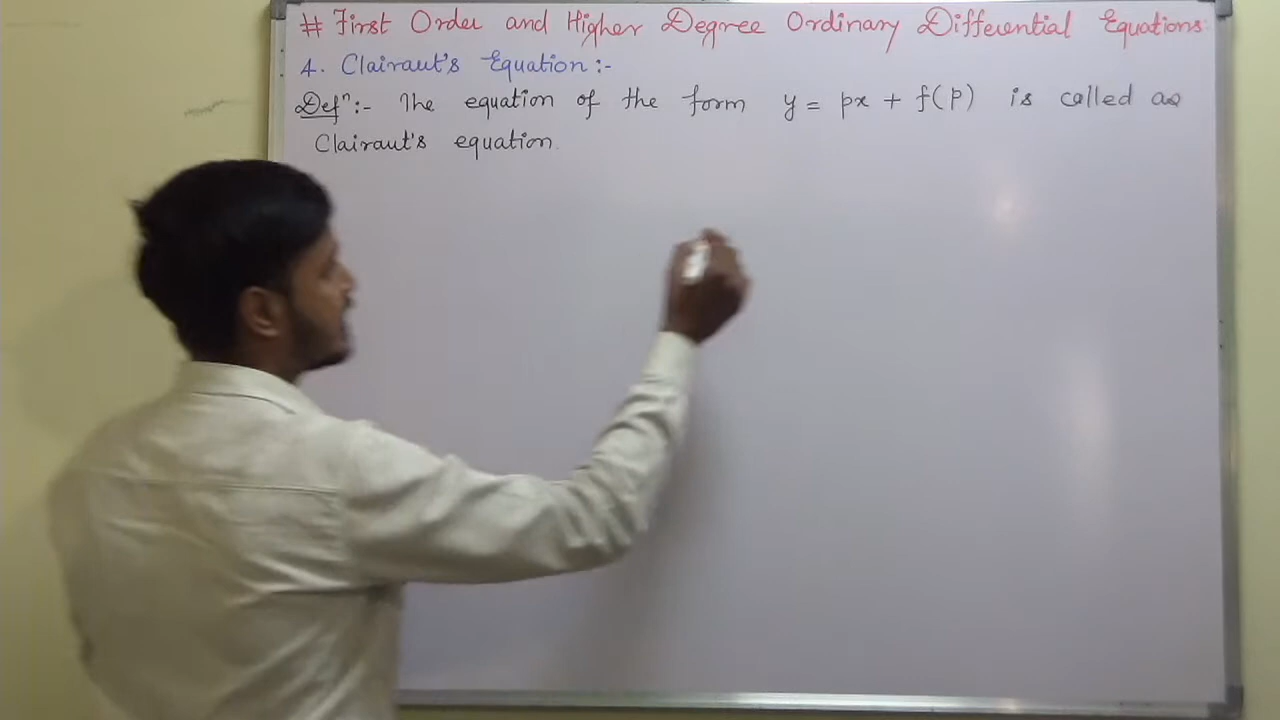 # First Order and Higher Degree Ordinary Differential Equations
4. Clairaut's Equation :-
Defⁿ :- The equation of the form y = px + f(p) is called as
Clairaut's equation.